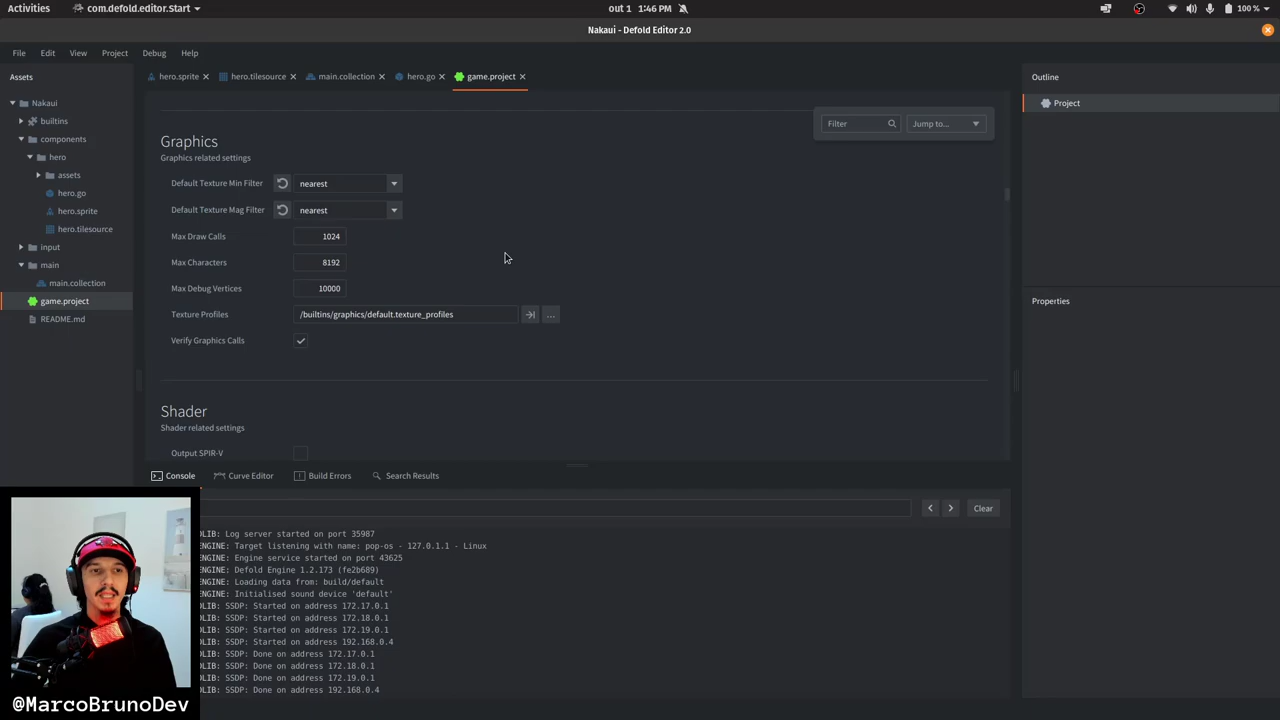 Activities
com.defold.editor.Start
out 1 1:46 PM
100 %
Nakaui - Defold Editor 2.0
File Edit View Project Debug Help
Assets
Nakaui
builtins
components
hero
assets
hero.go
hero.sprite
hero.tilesource
input
main
main.collection
game.project
README.md
hero.sprite
hero.tilesource
main.collection
hero.go
game.project
Filter
Jump to...
Graphics
Graphics related settings
Default Texture Min Filter nearest
Default Texture Mag Filter nearest
Max Draw Calls 1024
Max Characters 8192
Max Debug Vertices 10000
Texture Profiles /builtins/graphics/default.texture_profiles
...
Verify Graphics Calls
Shader
Shader related settings
Output SPIR-V
Outline
Project
Properties
Console
Curve Editor
Build Errors
Search Results
Clear
DLIB: Log server started on port 35987
ENGINE: Target listening with name: pop-os - 127.0.1.1 - Linux
ENGINE: Engine service started on port 43625
ENGINE: Defold Engine 1.2.173 (fe2b689)
ENGINE: Loading data from: build/default
ENGINE: Initialised sound device 'default'
DLIB: SSDP: Started on address 172.17.0.1
DLIB: SSDP: Started on address 172.18.0.1
DLIB: SSDP: Started on address 172.19.0.1
DLIB: SSDP: Started on address 192.168.0.4
DLIB: SSDP: Done on address 172.17.0.1
DLIB: SSDP: Done on address 172.18.0.1
DLIB: SSDP: Done on address 172.19.0.1
DLIB: SSDP: Done on address 192.168.0.4
@MarcoBrunoDev